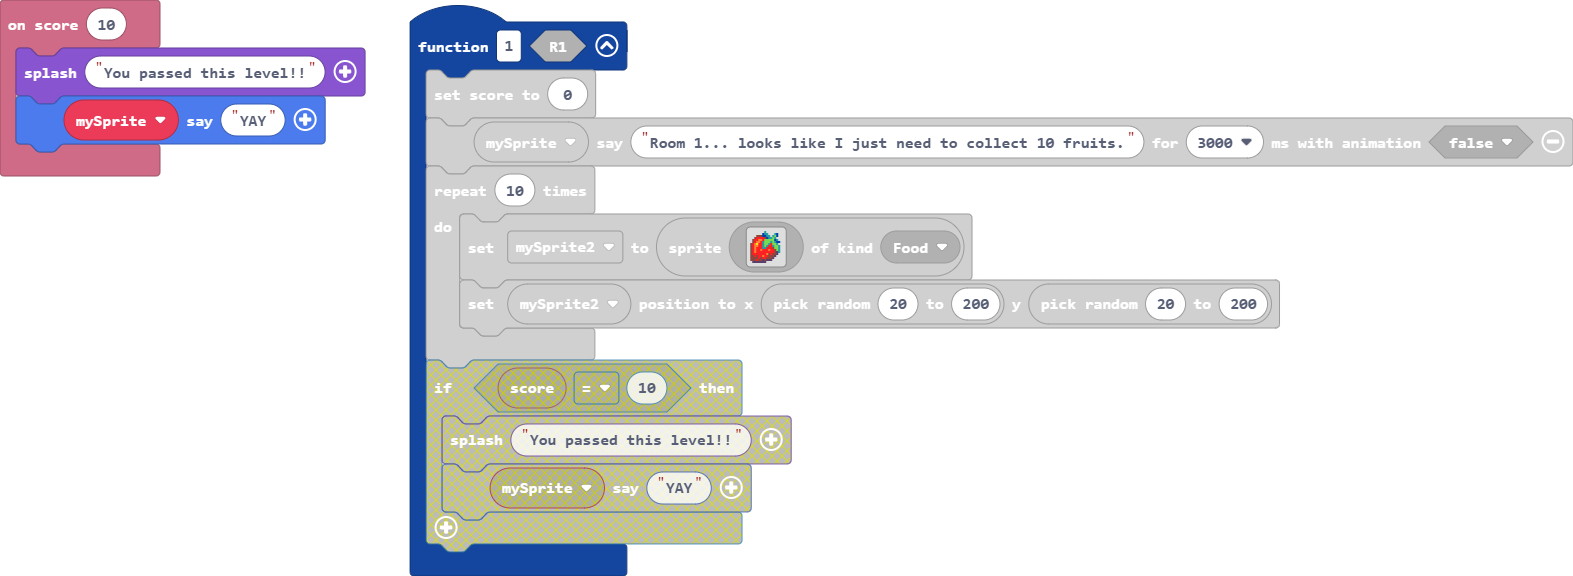 on score 10
splash "You passed this level!!"
mySprite say "YAY"
function 1 R1
set score to 0
mySprite say "Room 1... looks like I just need to collect 10 fruits." for 3000 ms with animation false
repeat 10 times
do
set mySprite2 to sprite of kind Food
set mySprite2 position to x pick random 20 to 200 y pick random 20 to 200
if score = 10 then
splash "You passed this level!!"
mySprite say "YAY"